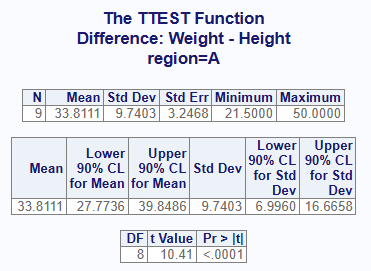 The TTEST Function
Difference: Weight - Height
region=A
N Mean Std Dev Std Err Minimum Maximum
9 33.8111 9.7403 3.2468 21.5000 50.0000
Mean Lower 90% CL for Mean Upper 90% CL for Mean Std Dev Lower 90% CL for Std Dev Upper 90% CL for Std Dev
33.8111 27.7736 39.8486 9.7403 6.9960 16.6658
DF t Value Pr > |t|
8 10.41 <.0001